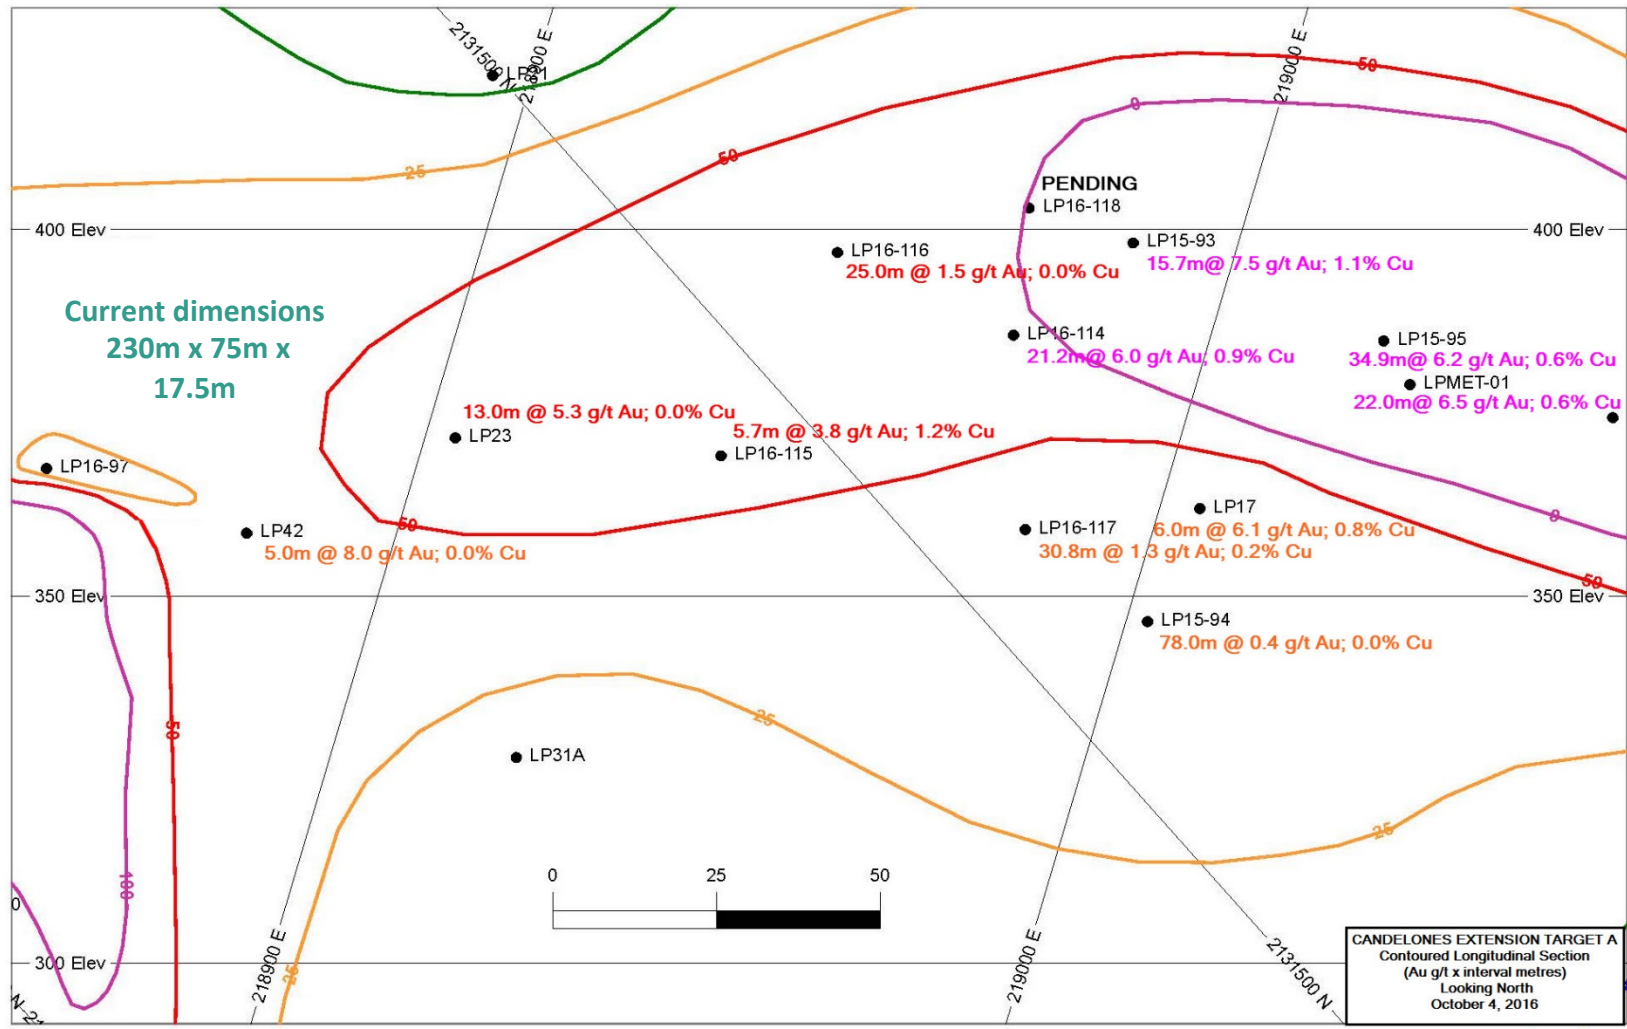 2131500 N
218900 E
219000 E
50
LP21
0
25
50
PENDING
LP16-118
400 Elev
400 Elev
LP15-93
15.7m@ 7.5 g/t Au; 1.1% Cu
LP16-116
25.0m @ 1.5 g/t Au; 0.0% Cu
Current dimensions
230m x 75m x
17.5m
LP16-114
21.2m@ 6.0 g/t Au, 0.9% Cu
LP15-95
34.9m@ 6.2 g/t Au; 0.6% Cu
LPMET-01
22.0m@ 6.5 g/t Au; 0.6% Cu
13.0m @ 5.3 g/t Au; 0.0% Cu
LP23
5.7m @ 3.8 g/t Au; 1.2% Cu
LP16-115
LP16-97
LP42
5.0m @ 8.0 g/t Au; 0.0% Cu
50
LP17
6.0m @ 6.1 g/t Au; 0.8% Cu
LP16-117
30.8m @ 1.3 g/t Au; 0.2% Cu
0
50
350 Elev
350 Elev
LP15-94
78.0m @ 0.4 g/t Au; 0.0% Cu
25
50
LP31A
25
100
0
0 25 50
300 Elev
218900 E
25
219000 E
2131500 N
CANDELONES EXTENSION TARGET A
Contoured Longitudinal Section
(Au g/t x interval metres)
Looking North
October 4, 2016